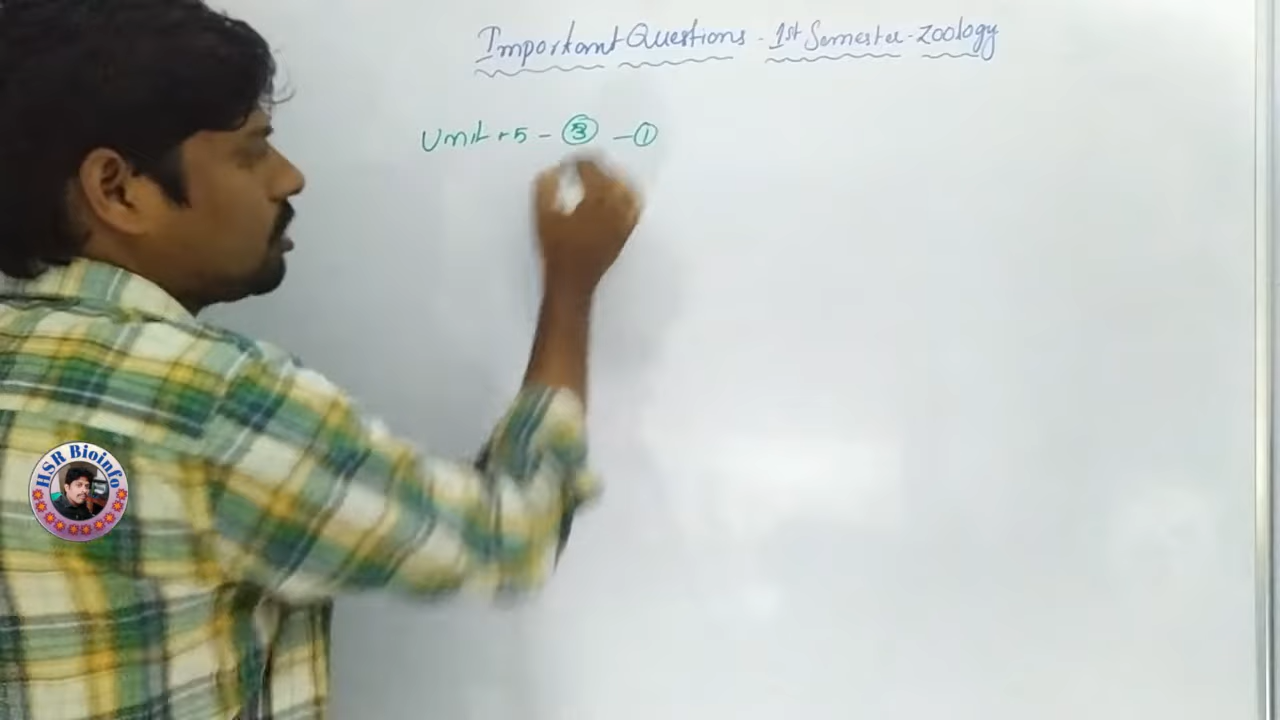 Important Questions - 1st Semester - Zoology
Unit - 5 - 3 - 1
HSR Bioinfo